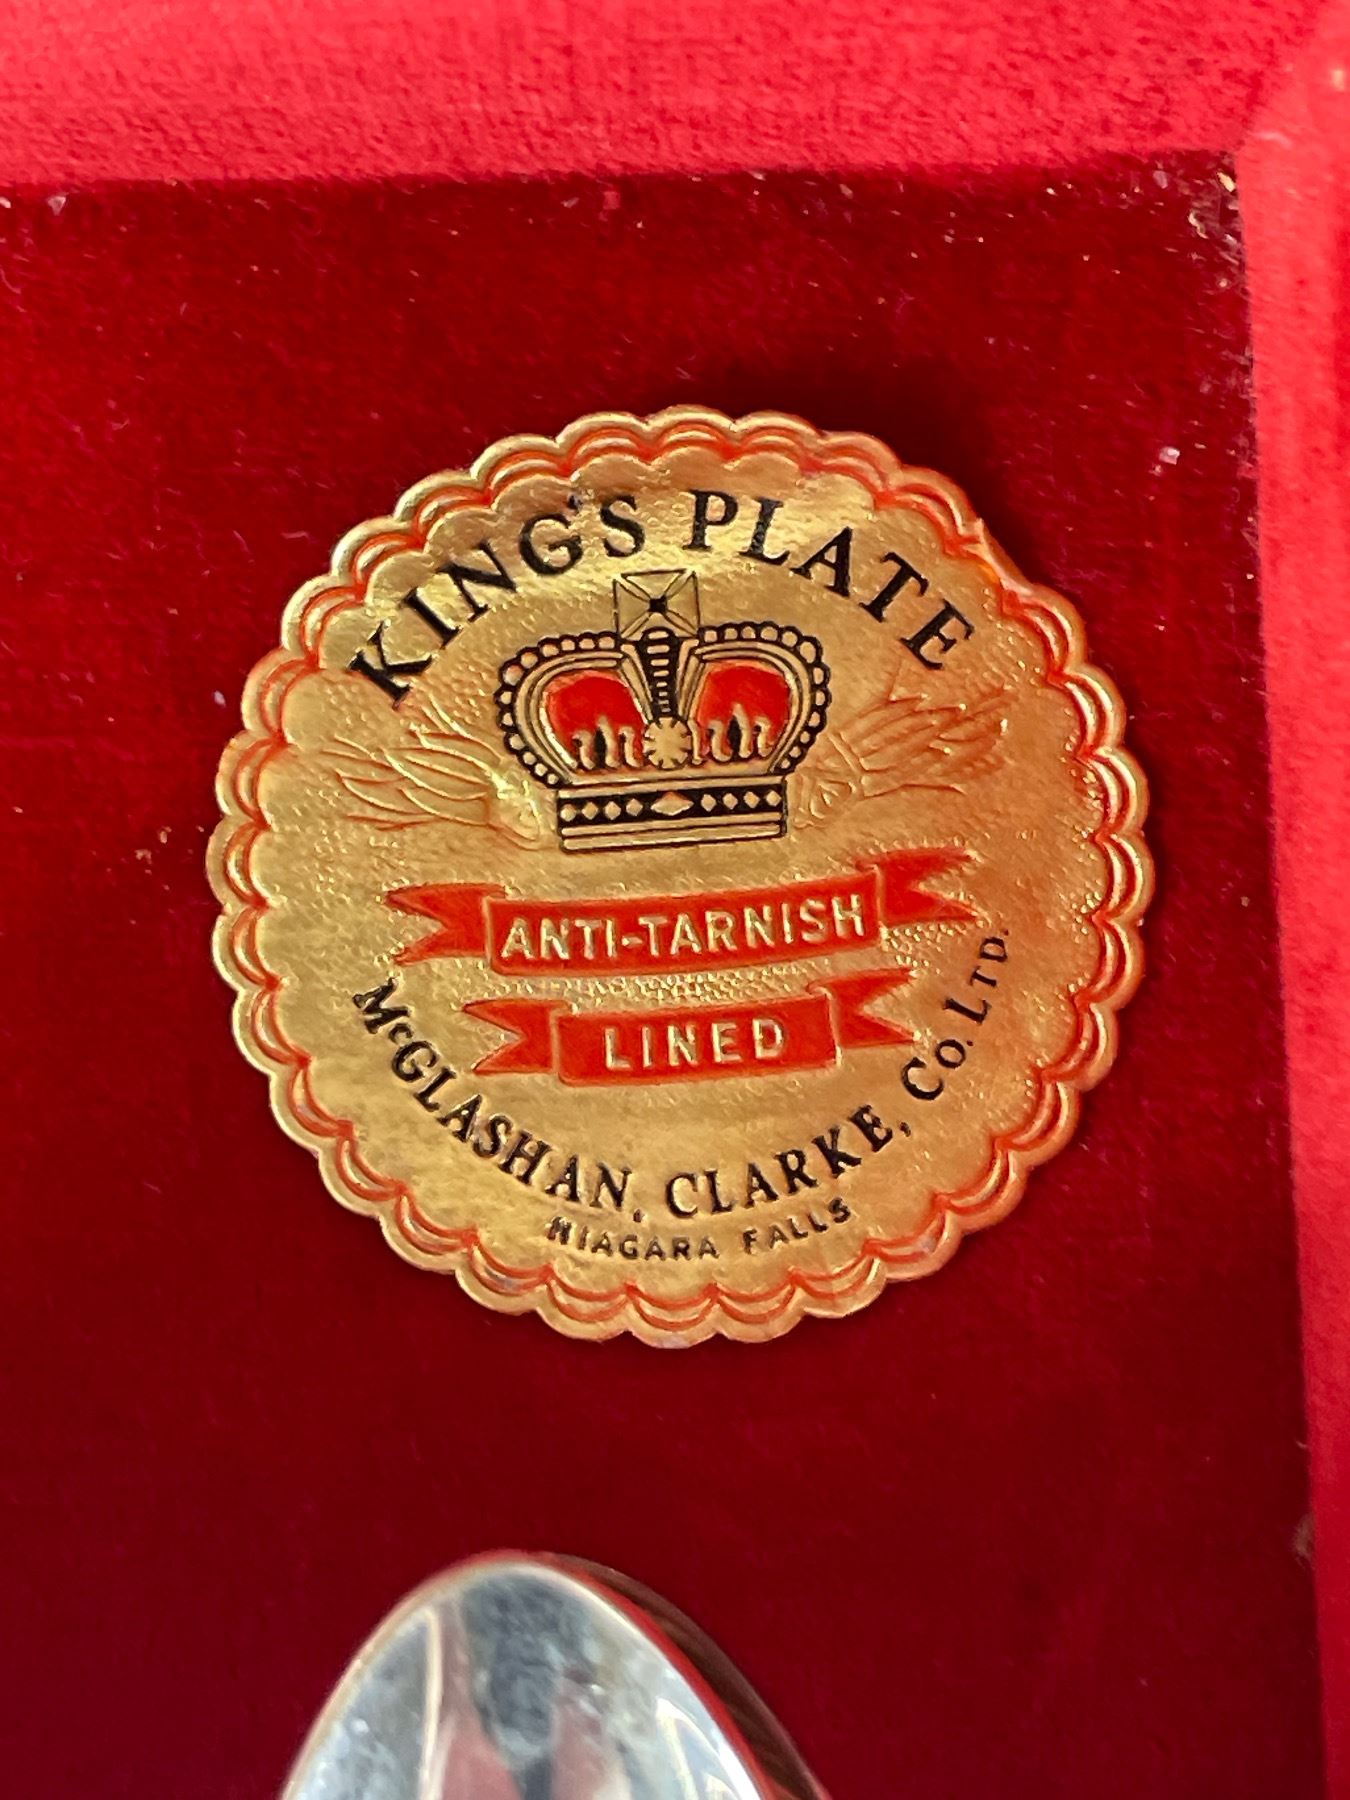 KING'S PLATE
ANTI-TARNISH
LINED
McGLASHAN, CLARKE, CO. LTD.
NIAGARA FALLS